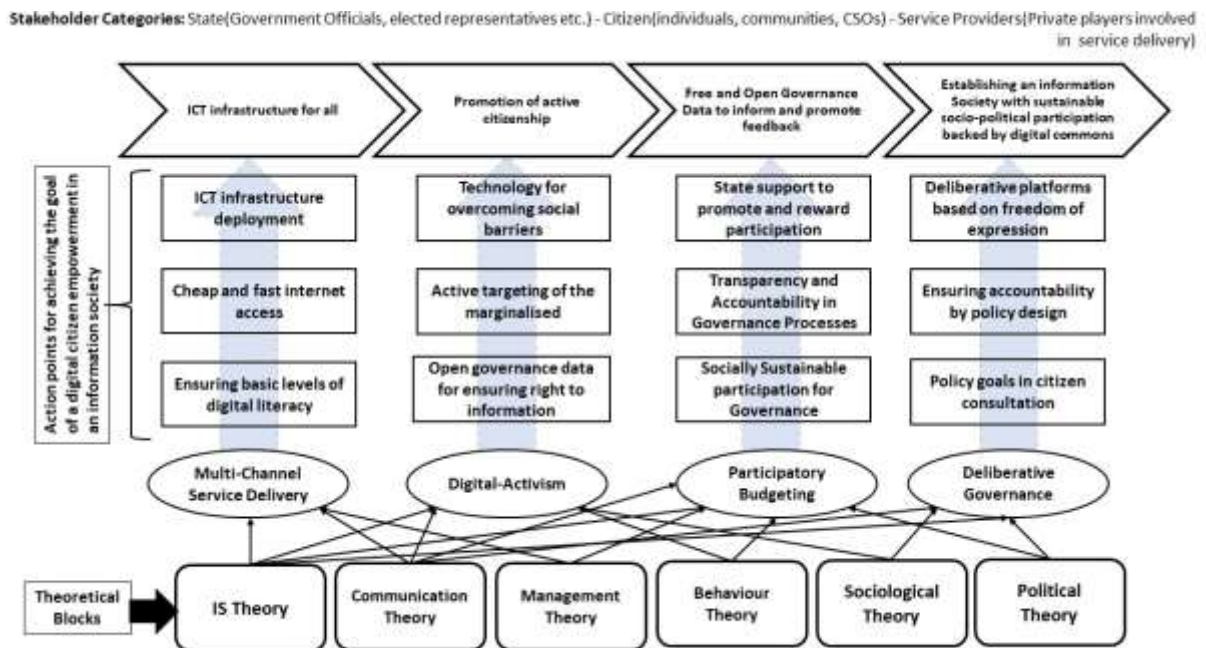 Stakeholder Categories: State(Government Officials, elected representatives etc.) - Citizen(individuals, communities, CSOs) - Service Providers(Private players involved
in service delivery)
ICT infrastructure for all
Promotion of active
citizenship
Free and Open Governance
Data to inform and promote
feedback
Establishing an information
Society with sustainable
socio-political participation
backed by digital commons
Action points for achieving the goal
of a digital citizen empowerment in
an information society
ICT infrastructure
deployment
Technology for
overcoming social
barriers
State support to
promote and reward
participation
Deliberative platforms
based on freedom of
expression
Cheap and fast internet
access
Active targeting of the
marginalised
Transparency and
Accountability in
Governance Processes
Ensuring accountability
by policy design
Ensuring basic levels of
digital literacy
Open governance data
for ensuring right to
information
Socially Sustainable
participation for
Governance
Policy goals in citizen
consultation
Multi-Channel
Service Delivery
Digital-Activism
Participatory
Budgeting
Deliberative
Governance
Theoretical
Blocks
IS Theory
Communication
Theory
Management
Theory
Behaviour
Theory
Sociological
Theory
Political
Theory